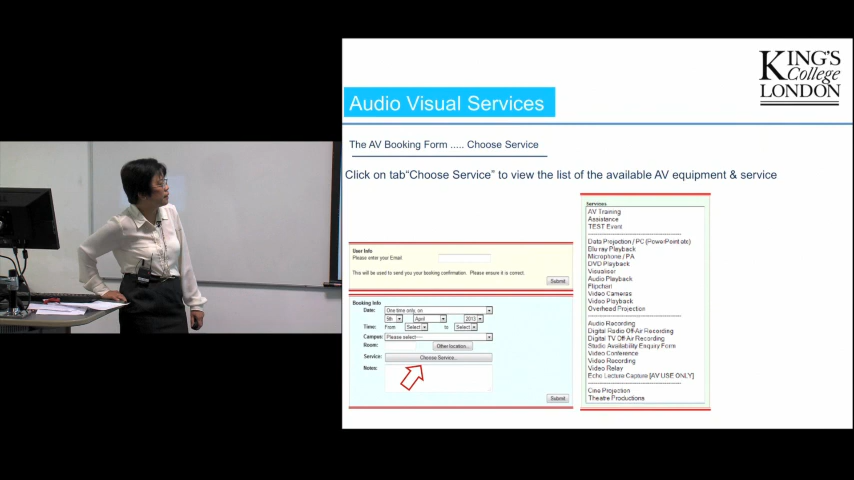 KING'S
College
LONDON
Audio Visual Services
The AV Booking Form ..... Choose Service
Click on tab“Choose Service” to view the list of the available AV equipment & service
User Info
Please enter your Email
This will be used to send you your booking confirmation. Please ensure it is correct.
Submit
Booking Info
Date: One time only, on
5th April 2013
Time: From Select to Select
Campus: Please select----
Room: Other location...
Service: Choose Service...
Notes:
Submit
Services
AV Training
Assistance
TEST Event
Data Projection / PC (PowerPoint etc)
Blu-ray Playback
Microphone / PA
DVD Playback
Visualiser
Audio Playback
Flipchart
Video Cameras
Video Playback
Overhead Projection
Audio Recording
Digital Radio Off-Air Recording
Digital TV Off-Air Recording
Studio Availability Enquiry Form
Video Conference
Video Recording
Video Relay
Echo Lecture Capture [AV USE ONLY]
Cine Projection
Theatre Productions